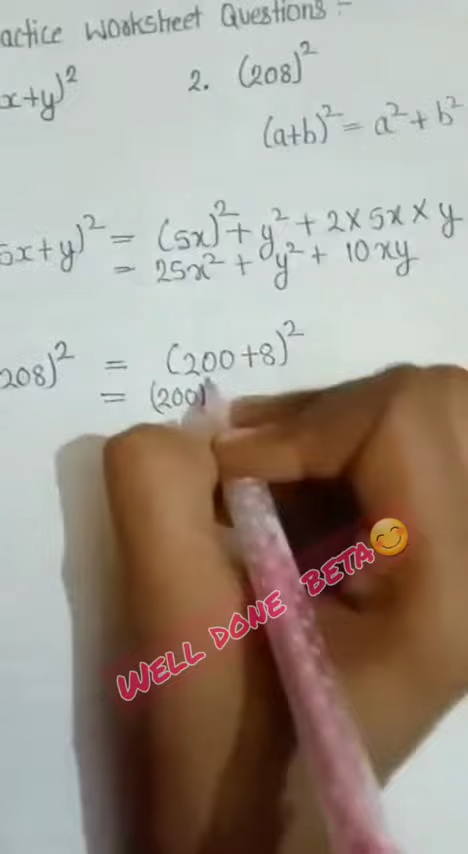 actice Worksheet Questions:-
x+y)² 2. (208)²
(a+b)² = a² + b²
5x+y)² = (5x)² + y² + 2 × 5x × y
= 25x² + y² + 10xy
208)² = (200+8)²
= (200)
WELL DONE BETA😊